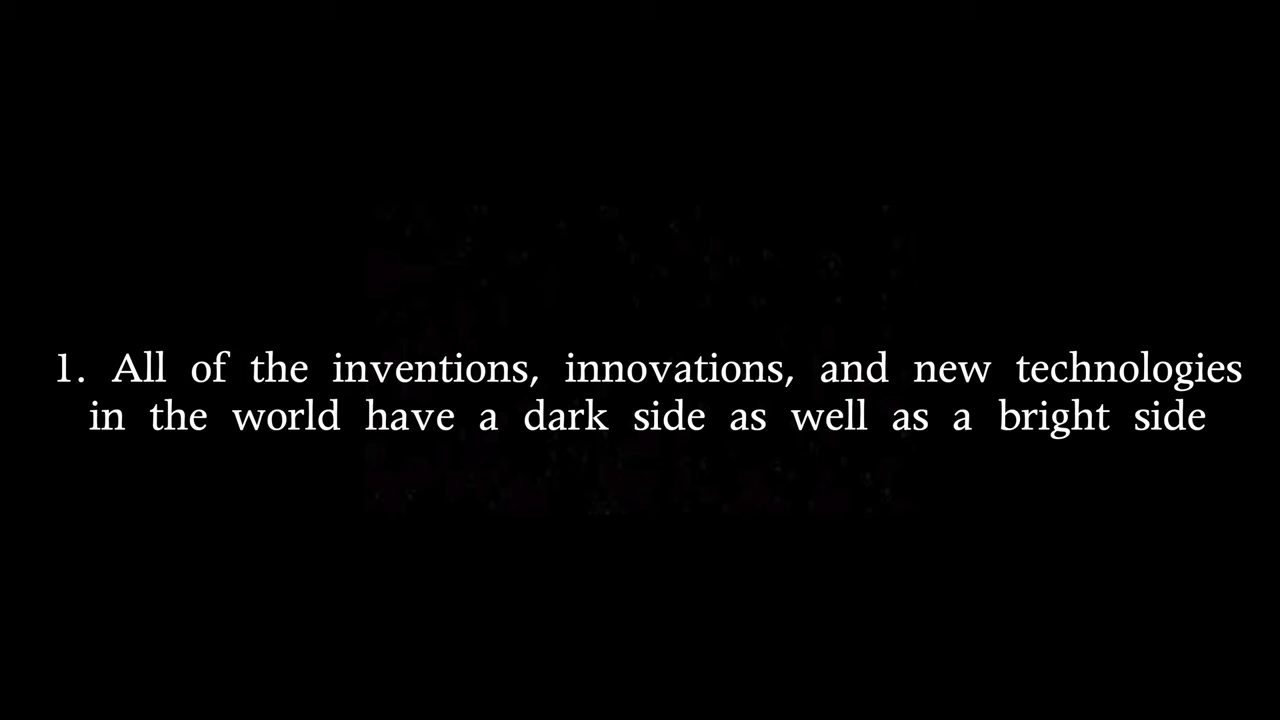 1. All of the inventions, innovations, and new technologies
in the world have a dark side as well as a bright side